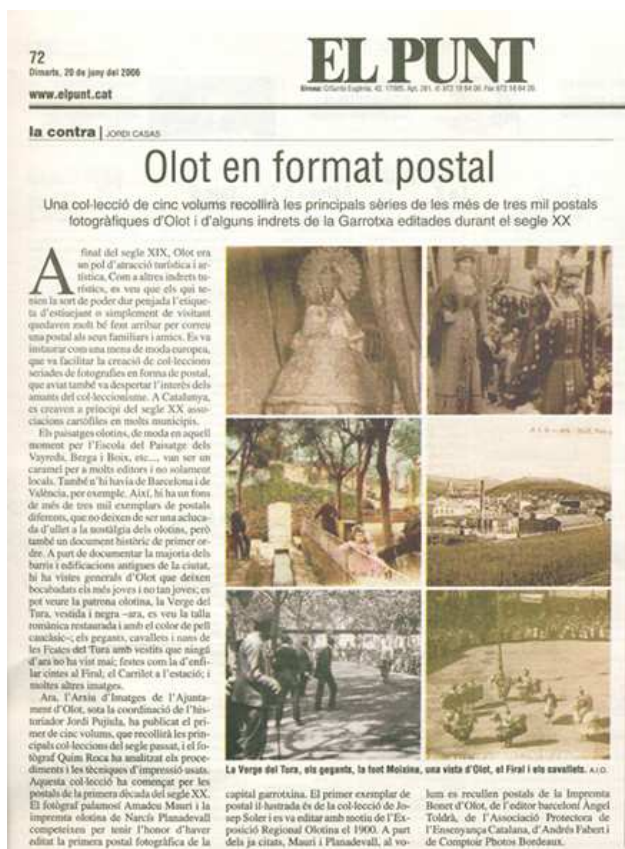 72
Dimarts, 20 de juny del 2006
www.elpunt.cat
EL PUNT
la contra | JORDI CASAS
Olot en format postal
Una col·lecció de cinc volums recollirà les principals sèries de les més de tres mil postals
fotogràfiques d'Olot i d'alguns indrets de la Garrotxa editades durant el segle XX
A final del segle XIX, Olot era
un pol d'atracció turística i ar-
tística. Com a altres indrets tu-
rístics, es veu que els qui te-
nien la sort de poder dur penjada l'etique-
ta d'estiuejant o simplement de visitant
quedaven molt bé fent arribar per correu
una postal als seus familiars i amics. Es va
instaurar com una mena de moda europea,
que va facilitar la creació de col·leccions
seriades de fotografies en forma de postal,
que aviat també va despertar l'interès dels
amants del col·leccionisme. A Catalunya,
es creaven a principi del segle XX asso-
ciacions cartòfiles en molts municipis.
Els paisatges olotins, de moda en aquell
moment per l'Escola del Paisatge dels
Vayreda, Berga i Boix, etc..., van ser un
caramel per a molts editors i no solament
locals. També n'hi havia de Barcelona i de
València, per exemple. Així, hi ha un fons
de més de tres mil exemplars de postals
diferents, que no deixen de ser una acluca-
da d'ullet a la nostàlgia dels olotins, però
també un document històric de primer or-
dre. A part de documentar la majoria dels
barris i edificacions antigues de la ciutat,
hi ha vistes generals d'Olot que deixen
bocabadats els més joves i no tan joves; es
pot veure la patrona olotina, la Verge del
Tura, vestida i negra –ara, es veu la talla
romànica restaurada i amb el color de pell
caucàsic–; els gegants, cavallets i nans de
les Festes del Tura amb vestits que ningú
d'ara no ha vist mai; festes com la d'enfi-
lar cintes al Firal; el Carrilot a l'estació; i
moltes altres imatges.
Ara, l'Arxiu d'Imatges de l'Ajunta-
ment d'Olot, sota la coordinació de l'his-
toriador Jordi Pujiula, ha publicat el pri-
mer de cinc volums, que recollirà les prin-
cipals col·leccions del segle passat, i el fo-
tògraf Quim Roca ha analitzat els proce-
diments i les tècniques d'impressió usats.
Aquesta col·lecció ha començat per les
postals de la primera dècada del segle XX.
El fotògraf palamosí Amadeu Mauri i la
impremta olotina de Narcís Planadevall
competeixen per tenir l'honor d'haver
editat la primera postal fotogràfica de la
La Verge del Tura, els gegants, la font Moixina, una vista d'Olot, el Firal i els cavallets. A.I.O.
capital garrotxina. El primer exemplar de
postal il·lustrada és de la col·lecció de Jo-
sep Soler i es va editar amb motiu de l'Ex-
posició Regional Olotina el 1900. A part
dels ja citats, Mauri i Planadevall, al vo-
lum es recullen postals de la Impremta
Bonet d'Olot, de l'editor barceloní Àngel
Toldrà, de l'Associació Protectora de
l'Ensenyança Catalana, d'Andrés Fabert i
de Comptoir Photos Bordeaux.